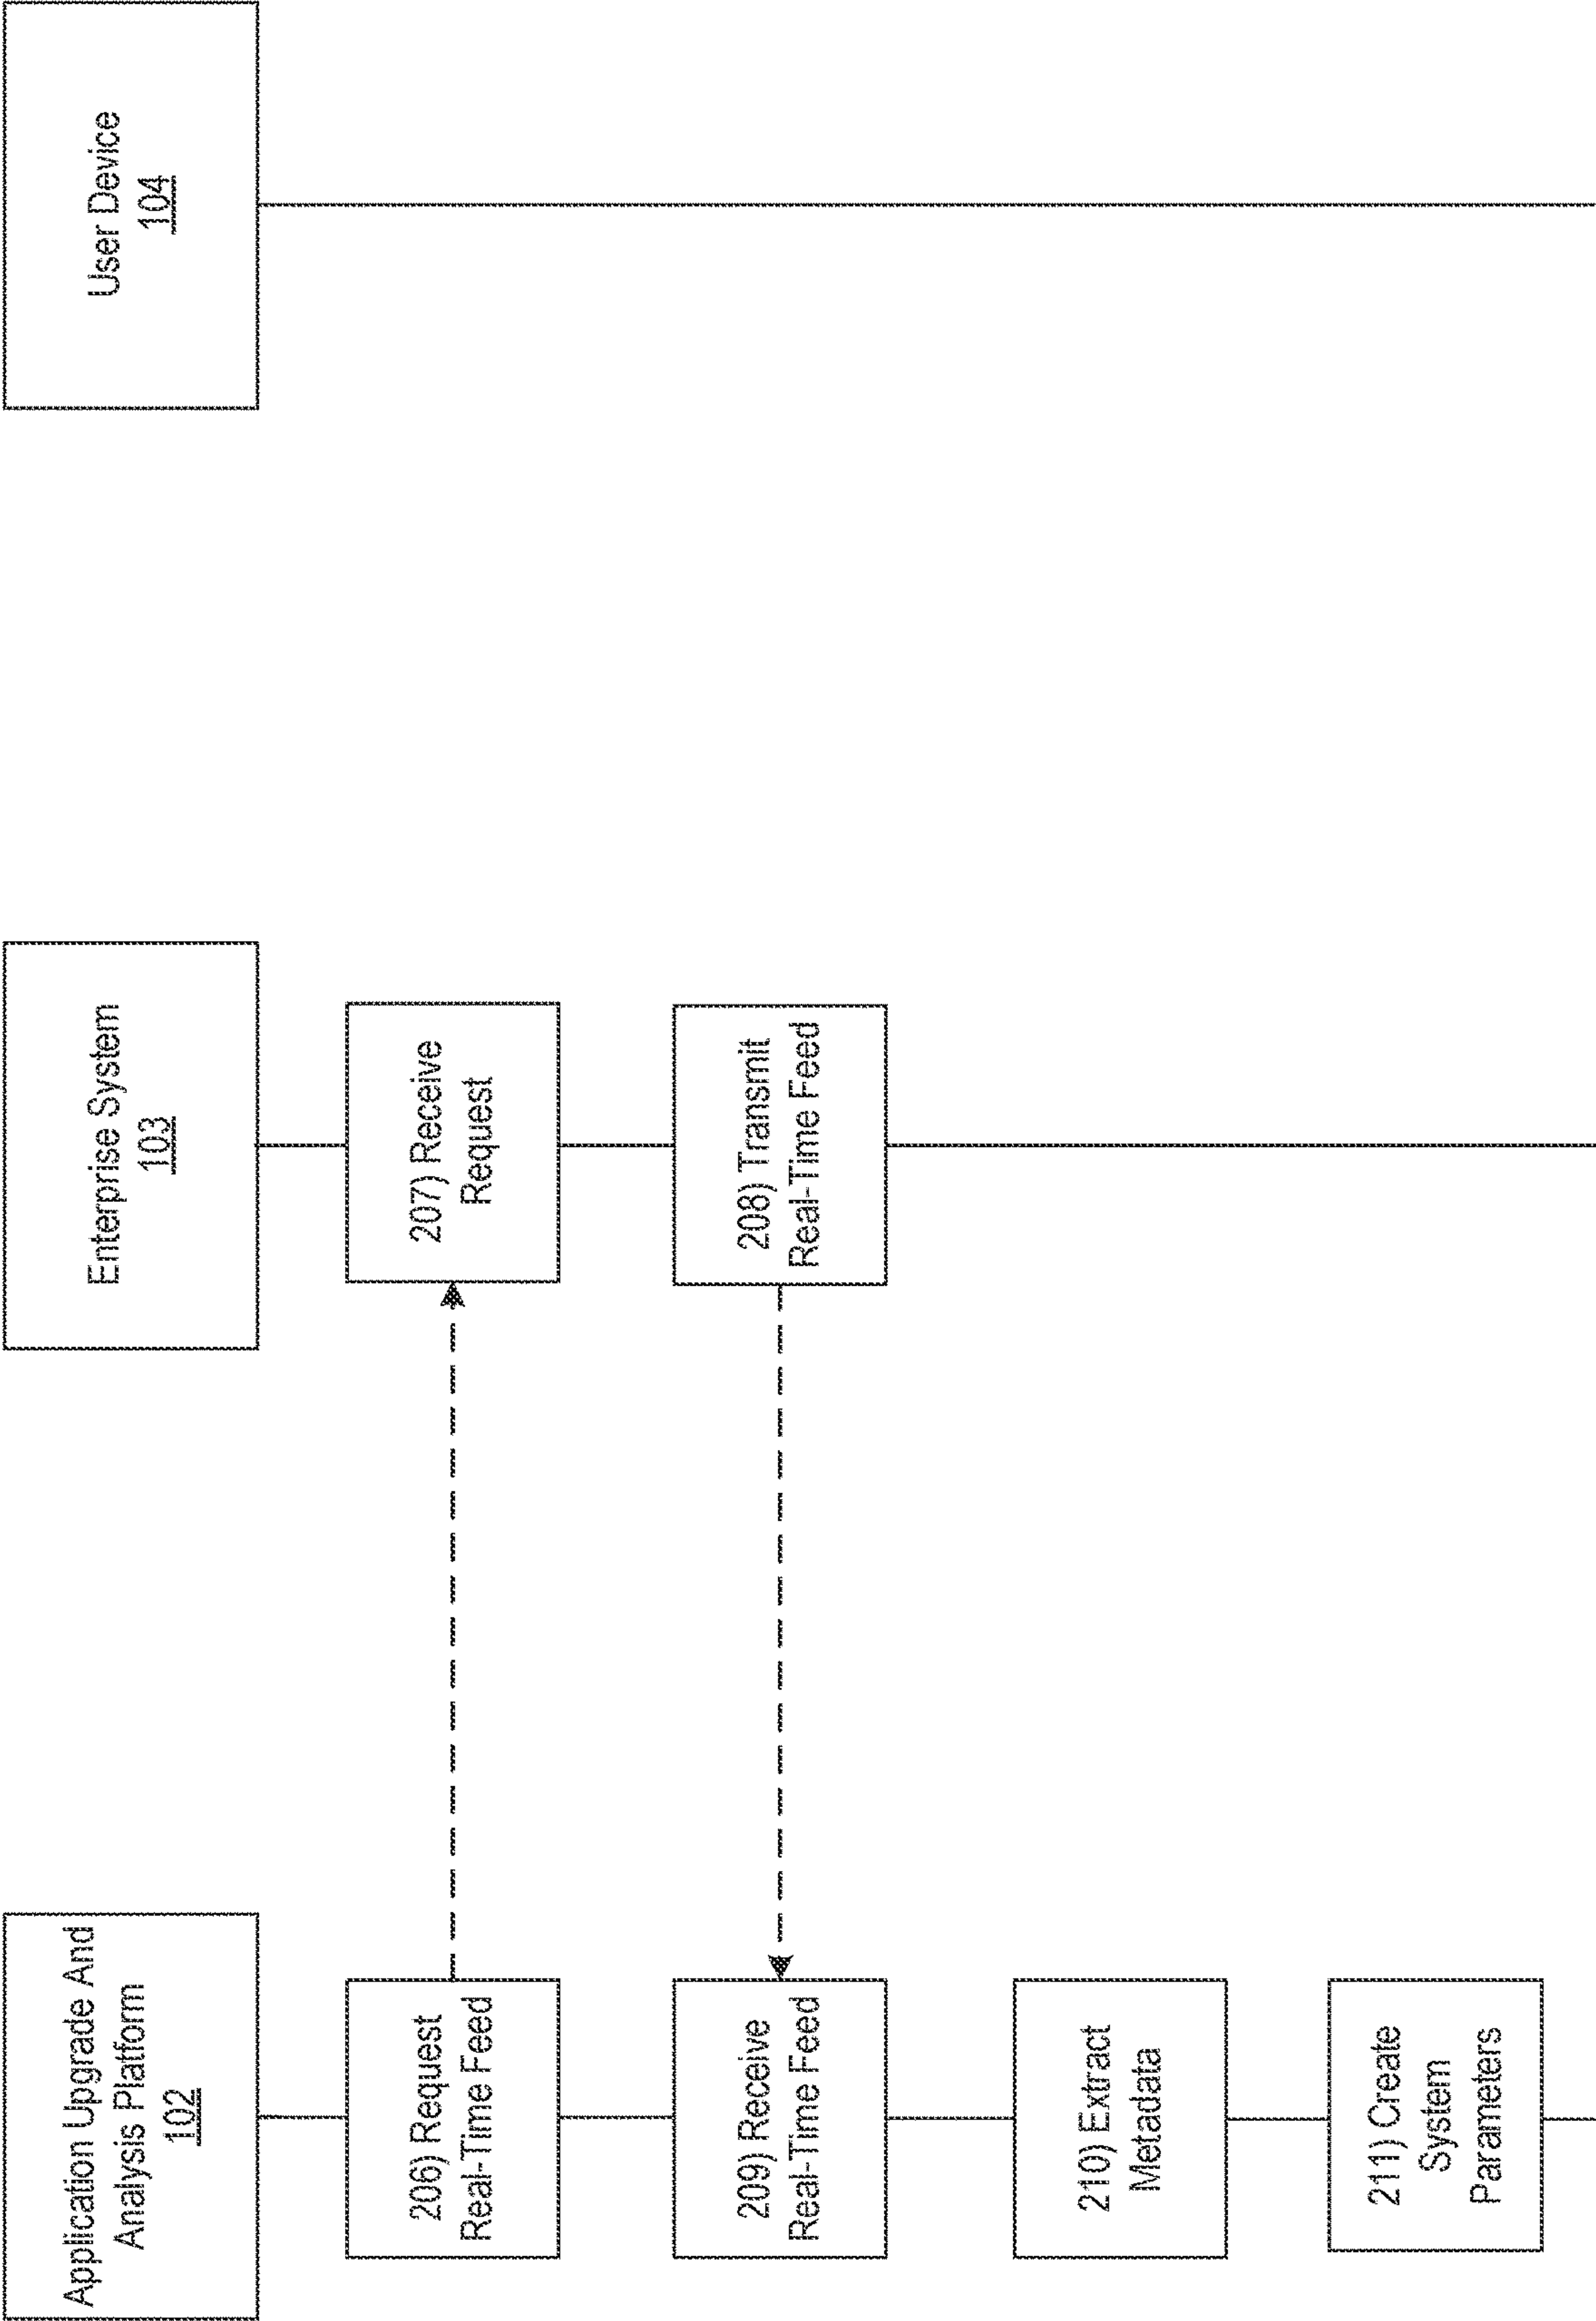 Application Upgrade And
Analysis Platform
102
Enterprise System
103
User Device
104
206) Request
Real-Time Feed
207) Receive
Request
209) Receive
Real-Time Feed
208) Transmit
Real-Time Feed
210) Extract
Metadata
211) Create
System
Parameters